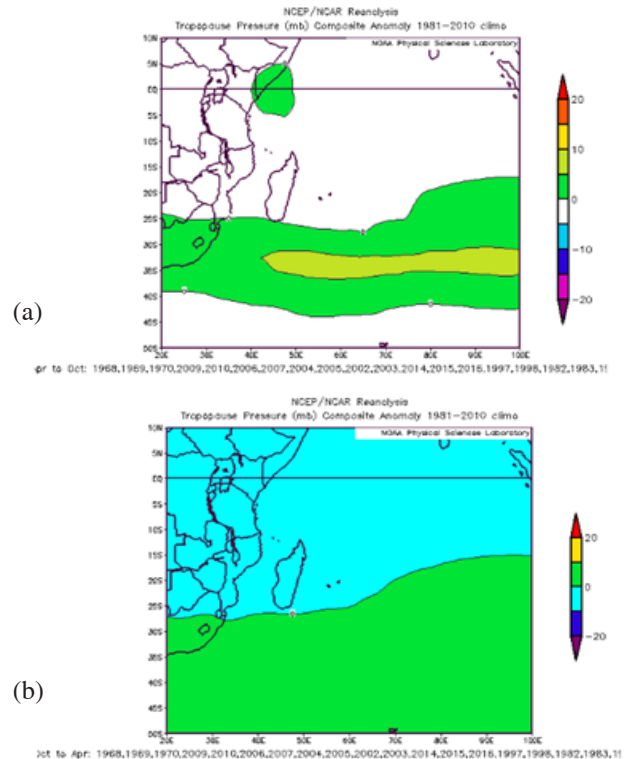 NCEP/NCAR Reanalysis
Tropopause Pressure (mb) Composite Anomaly 1981-2010 climo
NOAA Physical Sciences Laboratory
10N
5N
EQ
5S
10S
15S
20S
25S
30S
35S
40S
45S
50S
20E 30E 40E 50E 60E 70E 80E 90E 100E
20
10
0
-10
-20
(a)
pr to Oct: 1968,1969,1970,2009,2010,2006,2007,2004,2005,2002,2003,2014,2015,2016,1997,1998,1982,1983,1
NCEP/NCAR Reanalysis
Tropopause Pressure (mb) Composite Anomaly 1981-2010 climo
NOAA Physical Sciences Laboratory
10N
5N
EQ
5S
10S
15S
20S
25S
30S
35S
40S
45S
50S
20E 30E 40E 50E 60E 70E 80E 90E 100E
20
0
-20
(b)
Oct to Apr: 1968,1969,1970,2009,2010,2006,2007,2004,2005,2002,2003,2014,2015,2016,1997,1998,1982,1983,1